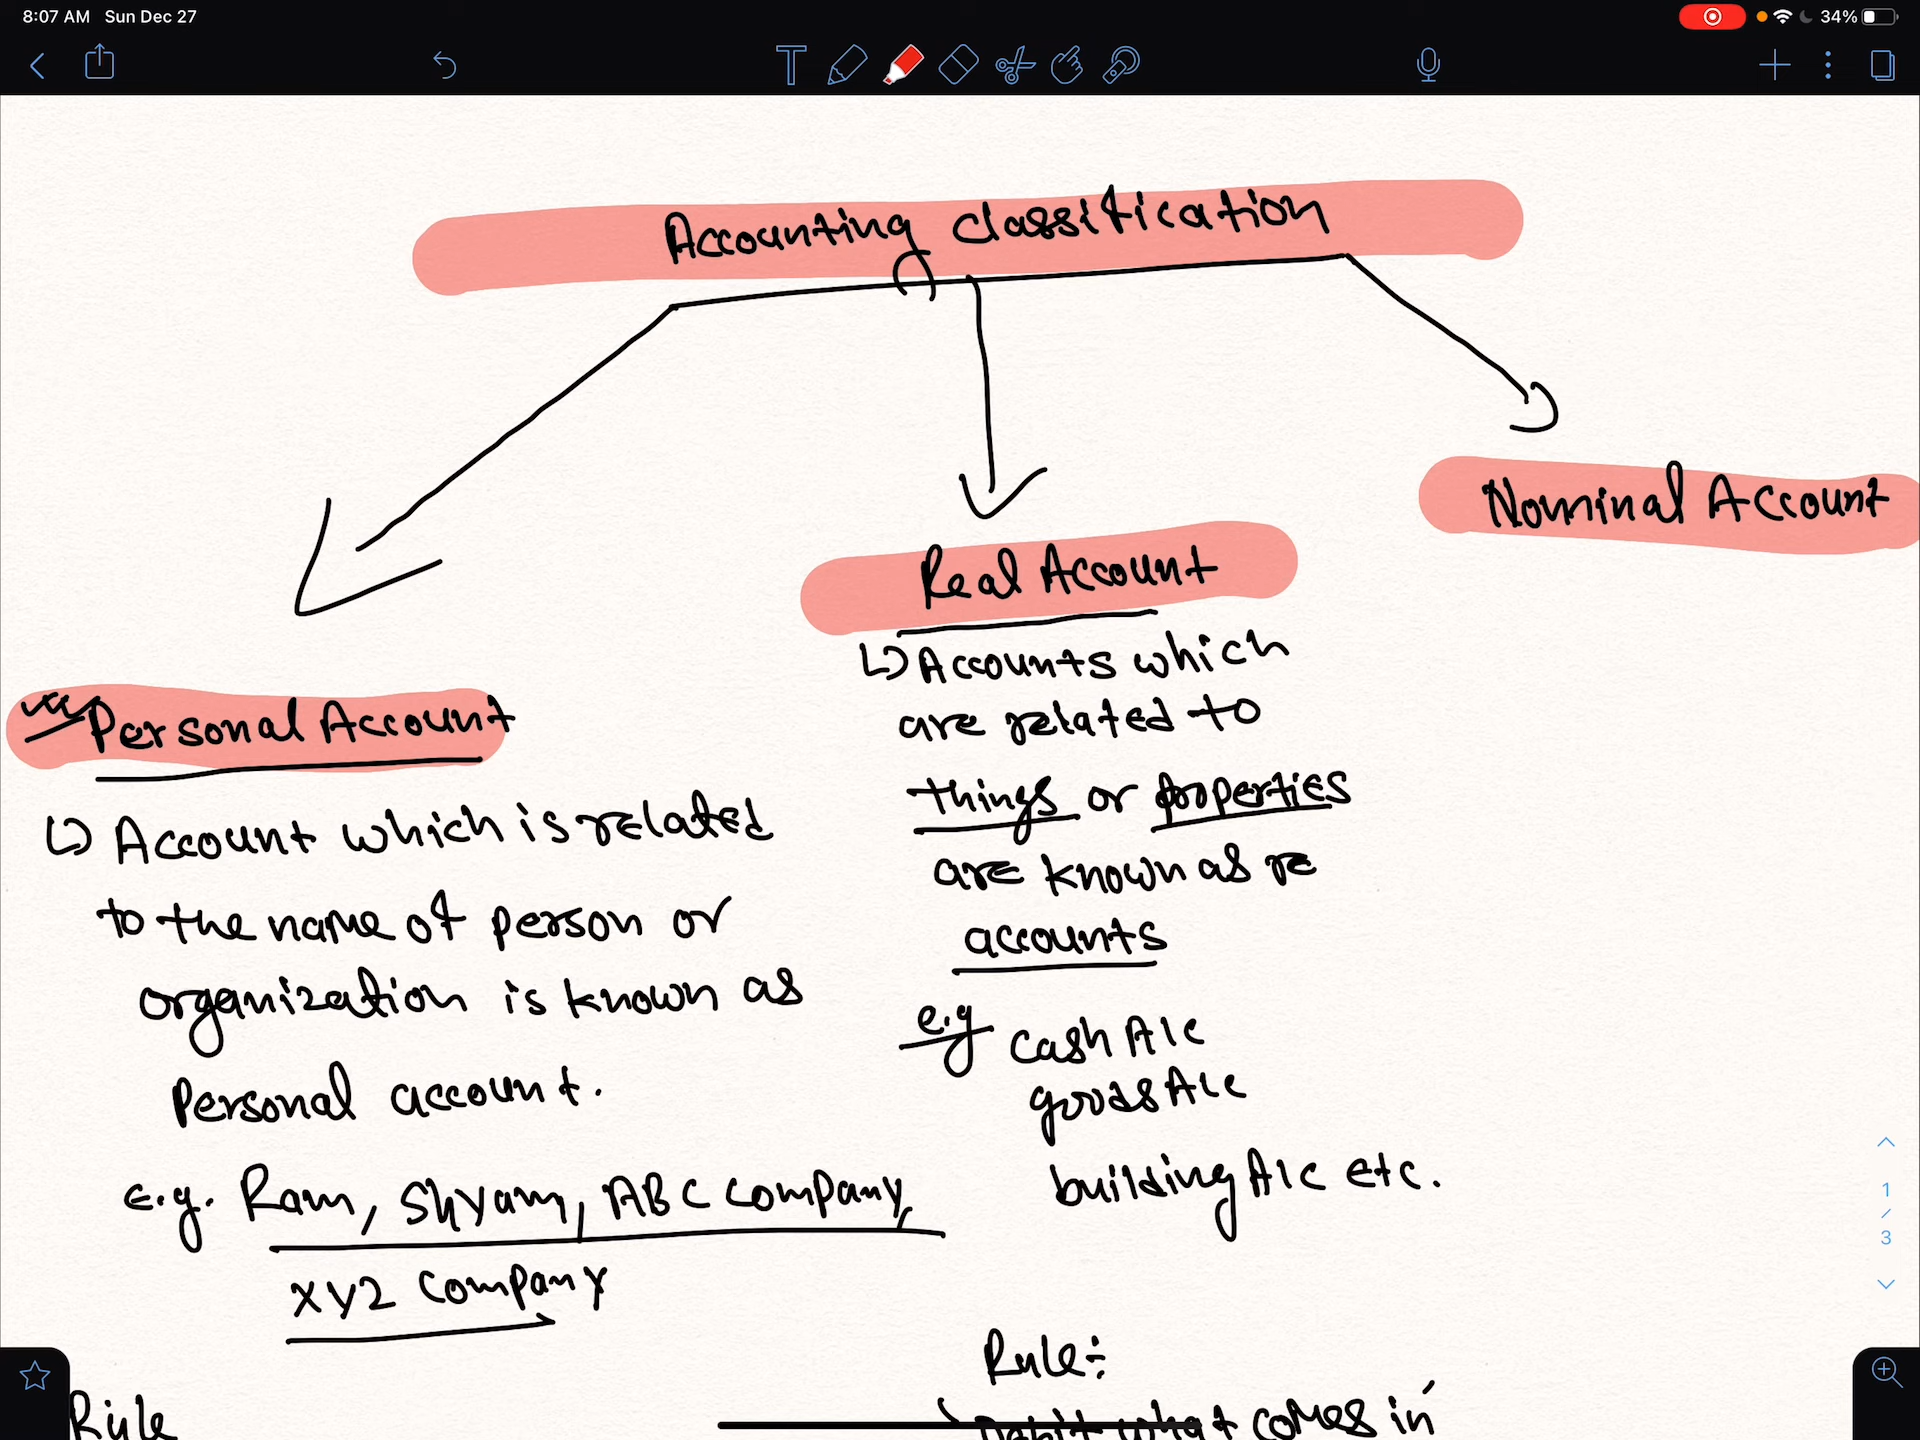 8:07 AM Sun Dec 27
34%
Accounting classification
Nominal Account
Real Account
Accounts which
are related to
things or properties
are known as re
accounts
e.g cash A/c
goods A/c
building A/c etc.
Rule:
Debit what comes in
Personal Account
Account which is related
to the name of person or
organization is known as
Personal account.
E.g. Ram, Shyam, ABC company,
XYZ Company
Rule
1
/
3